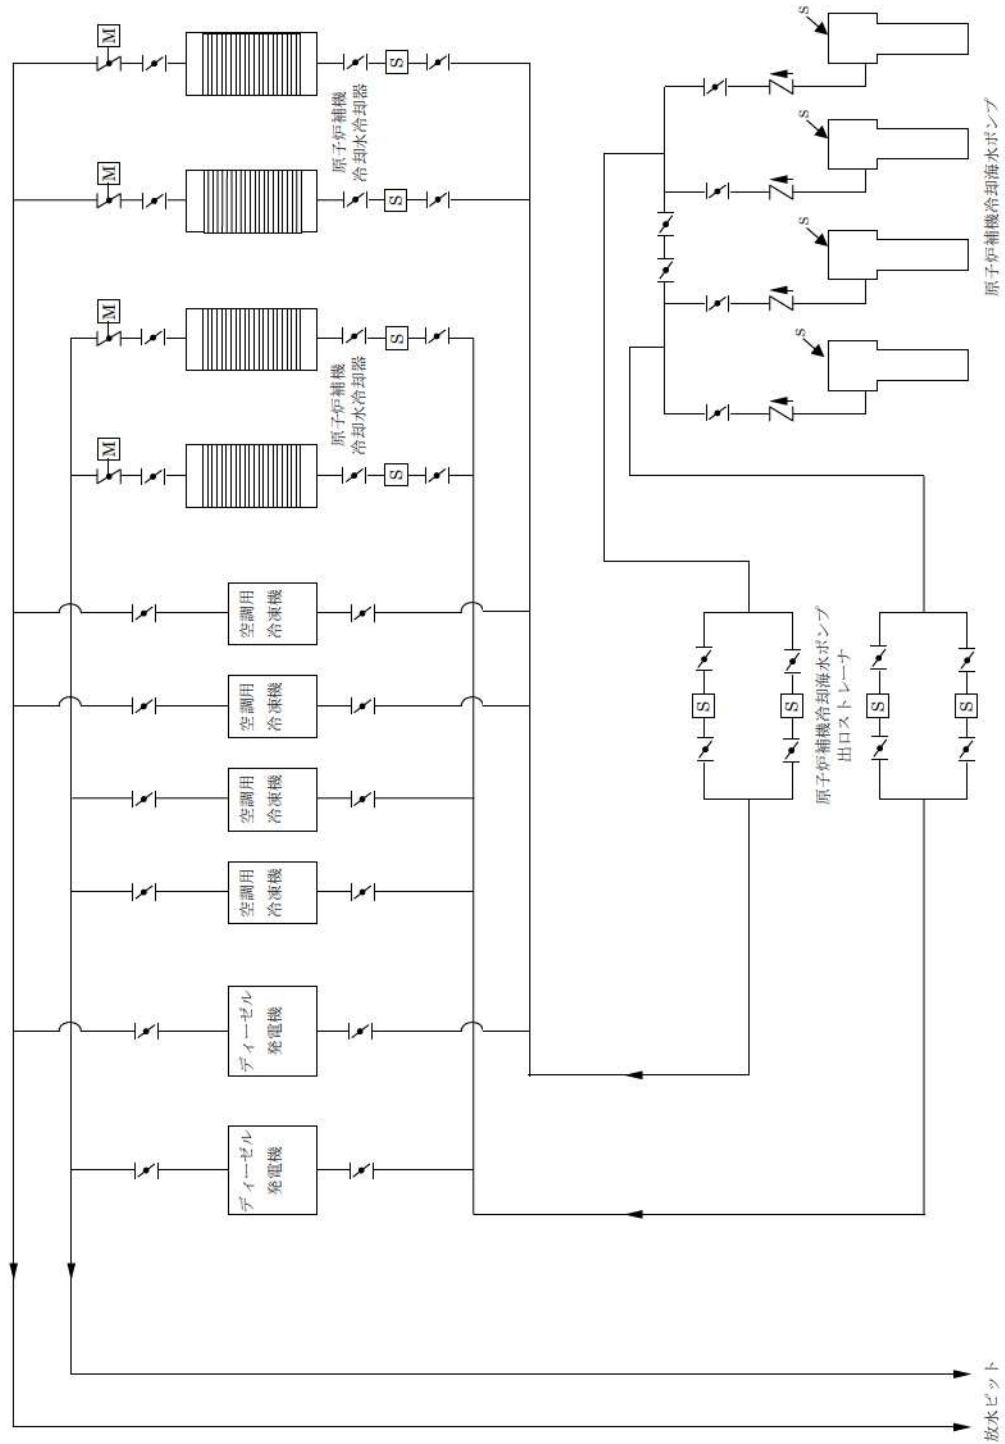 M
S
原子炉補機
冷却水冷却器
M
S
M
S
原子炉補機
冷却水冷却器
M
S
空調用
冷凍機
空調用
冷凍機
空調用
冷凍機
空調用
冷凍機
ディーゼル
発電機
ディーゼル
発電機
S
S
S
S
原子炉補機冷却海水ポンプ
S
S
原子炉補機冷却海水ポンプ
出口ストレーナ
S
S
放水ピット